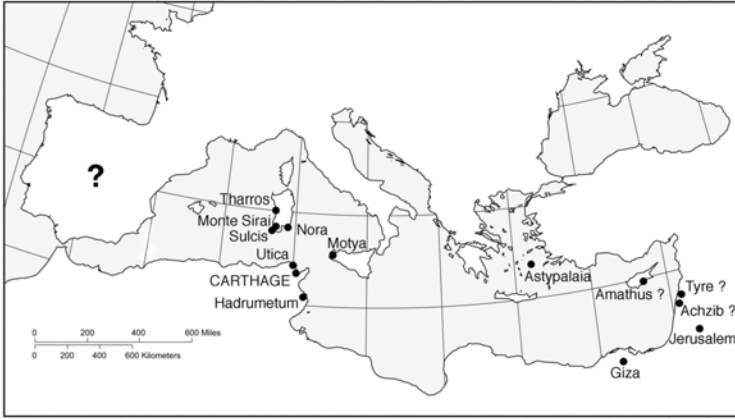 ?
Tharros
Monte Sirai
Sulcis
Nora
Utica
Motya
CARTHAGE
Hadrumetum
Astypalaia
Amathus ?
Tyre ?
Achzib ?
Jerusalem
Giza
0 200 400 600 Miles
0 200 400 600 Kilometers